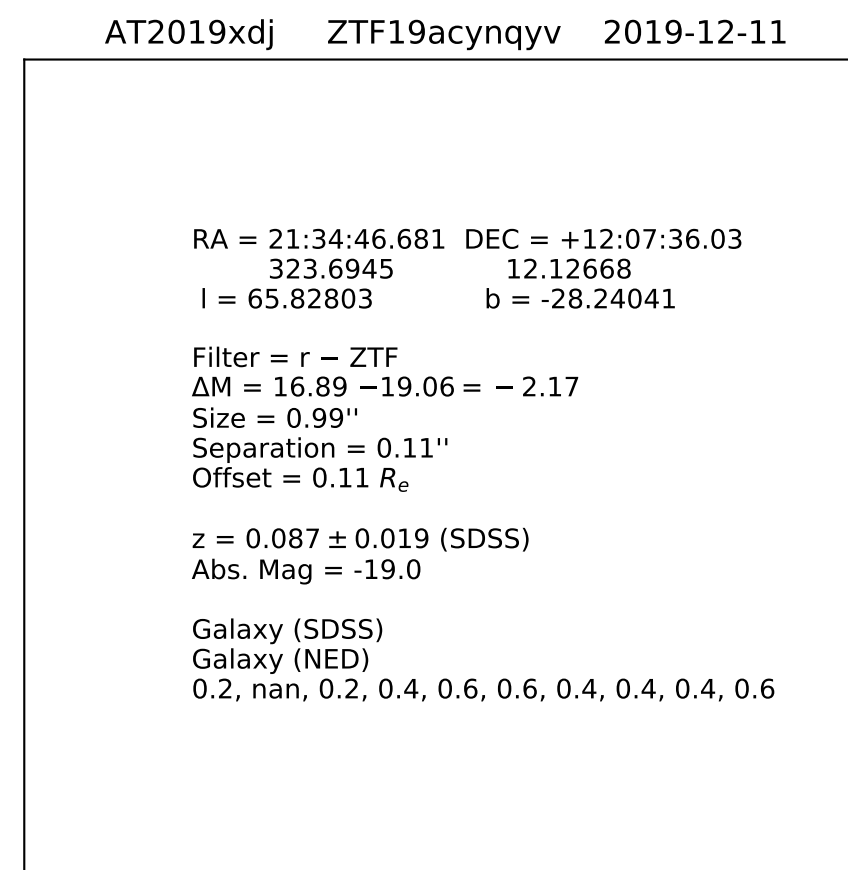 AT2019xdj ZTF19acynqyv 2019-12-11
RA = 21:34:46.681 DEC = +12:07:36.03
323.6945 12.12668
l = 65.82803 b = -28.24041
Filter = r − ZTF
ΔM = 16.89 −19.06 = − 2.17
Size = 0.99''
Separation = 0.11''
Offset = 0.11 Rₑ
z = 0.087 ± 0.019 (SDSS)
Abs. Mag = -19.0
Galaxy (SDSS)
Galaxy (NED)
0.2, nan, 0.2, 0.4, 0.6, 0.6, 0.4, 0.4, 0.4, 0.6